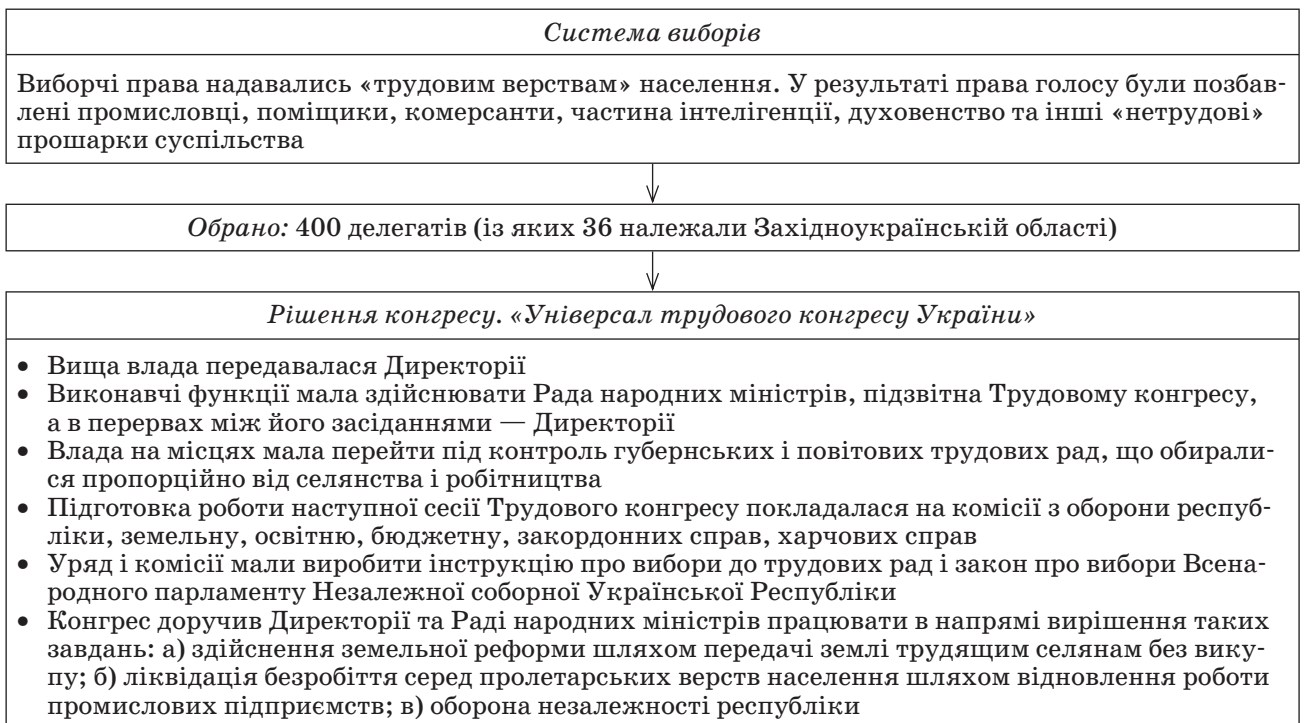 Система виборів
Виборчі права надавались «трудовим верствам» населення. У результаті права голосу були позбав-
лені промисловці, поміщики, комерсанти, частина інтелігенції, духовенство та інші «нетрудові»
прошарки суспільства
Обрано: 400 делегатів (із яких 36 належали Західноукраїнській області)
Рішення конгресу. «Універсал трудового конгресу України»
• Вища влада передавалася Директорії
• Виконавчі функції мала здійснювати Рада народних міністрів, підзвітна Трудовому конгресу,
а в перервах між його засіданнями — Директорії
• Влада на місцях мала перейти під контроль губернських і повітових трудових рад, що обирали-
ся пропорційно від селянства і робітництва
• Підготовка роботи наступної сесії Трудового конгресу покладалася на комісії з оборони респуб-
ліки, земельну, освітню, бюджетну, закордонних справ, харчових справ
• Уряд і комісії мали виробити інструкцію про вибори до трудових рад і закон про вибори Всена-
родного парламенту Незалежної соборної Української Республіки
• Конгрес доручив Директорії та Раді народних міністрів працювати в напрямі вирішення таких
завдань: а) здійснення земельної реформи шляхом передачі землі трудящим селянам без вику-
пу; б) ліквідація безробіття серед пролетарських верств населення шляхом відновлення роботи
промислових підприємств; в) оборона незалежності республіки